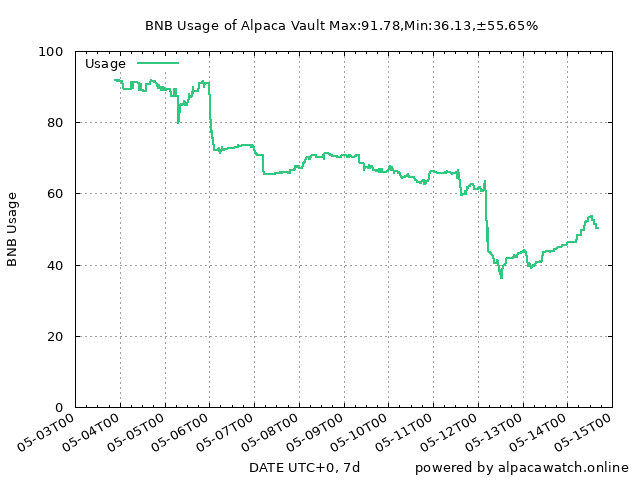 BNB Usage of Alpaca Vault Max:91.78,Min:36.13,±55.65%
Usage
100
80
60
40
20
0
BNB Usage
05-03T00
05-04T00
05-05T00
05-06T00
05-07T00
05-08T00
05-09T00
05-10T00
05-11T00
05-12T00
05-13T00
05-14T00
05-15T00
DATE UTC+0, 7d
powered by alpacawatch.online